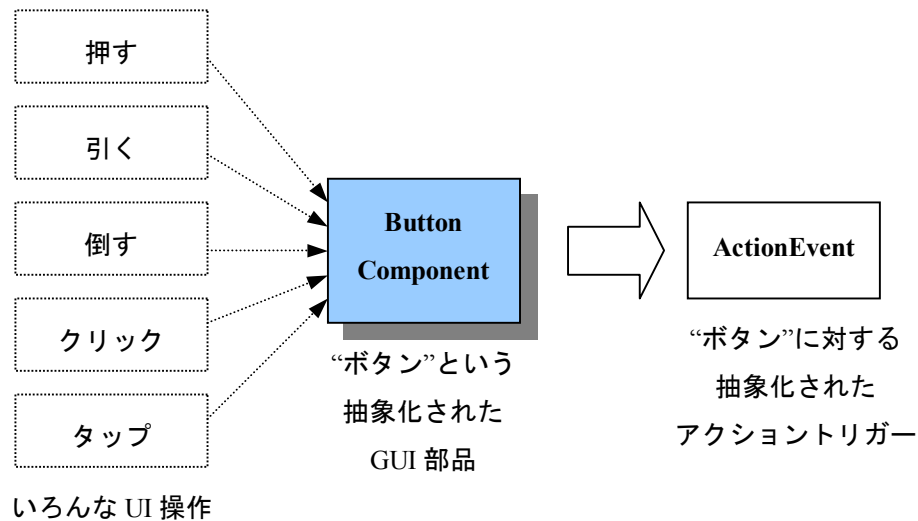 押す
引く
倒す
クリック
タップ
いろんな UI 操作
Button
Component
“ボタン”という
抽象化された
GUI 部品
ActionEvent
“ボタン”に対する
抽象化された
アクショントリガー